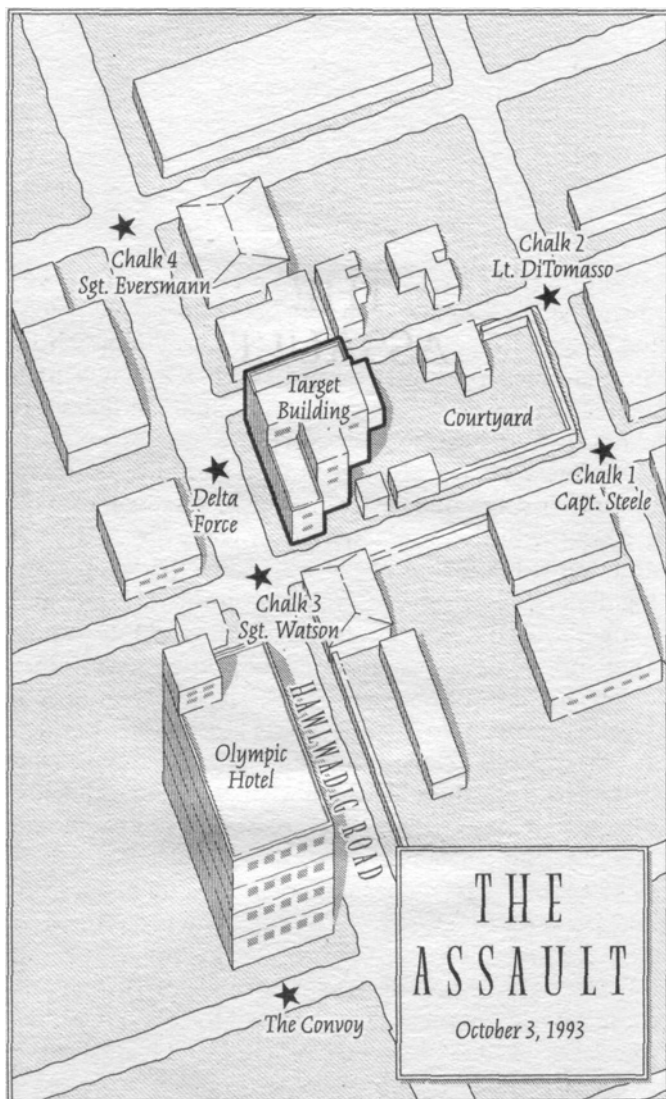 Chalk 2
Lt. DiTomasso
Chalk 4
Sgt. Eversmann
Target
Building
Courtyard
Chalk 1
Capt. Steele
Delta
Force
Chalk 3
Sgt. Watson
HAWLWADIG ROAD
Olympic
Hotel
THE
ASSAULT
October 3, 1993
The Convoy